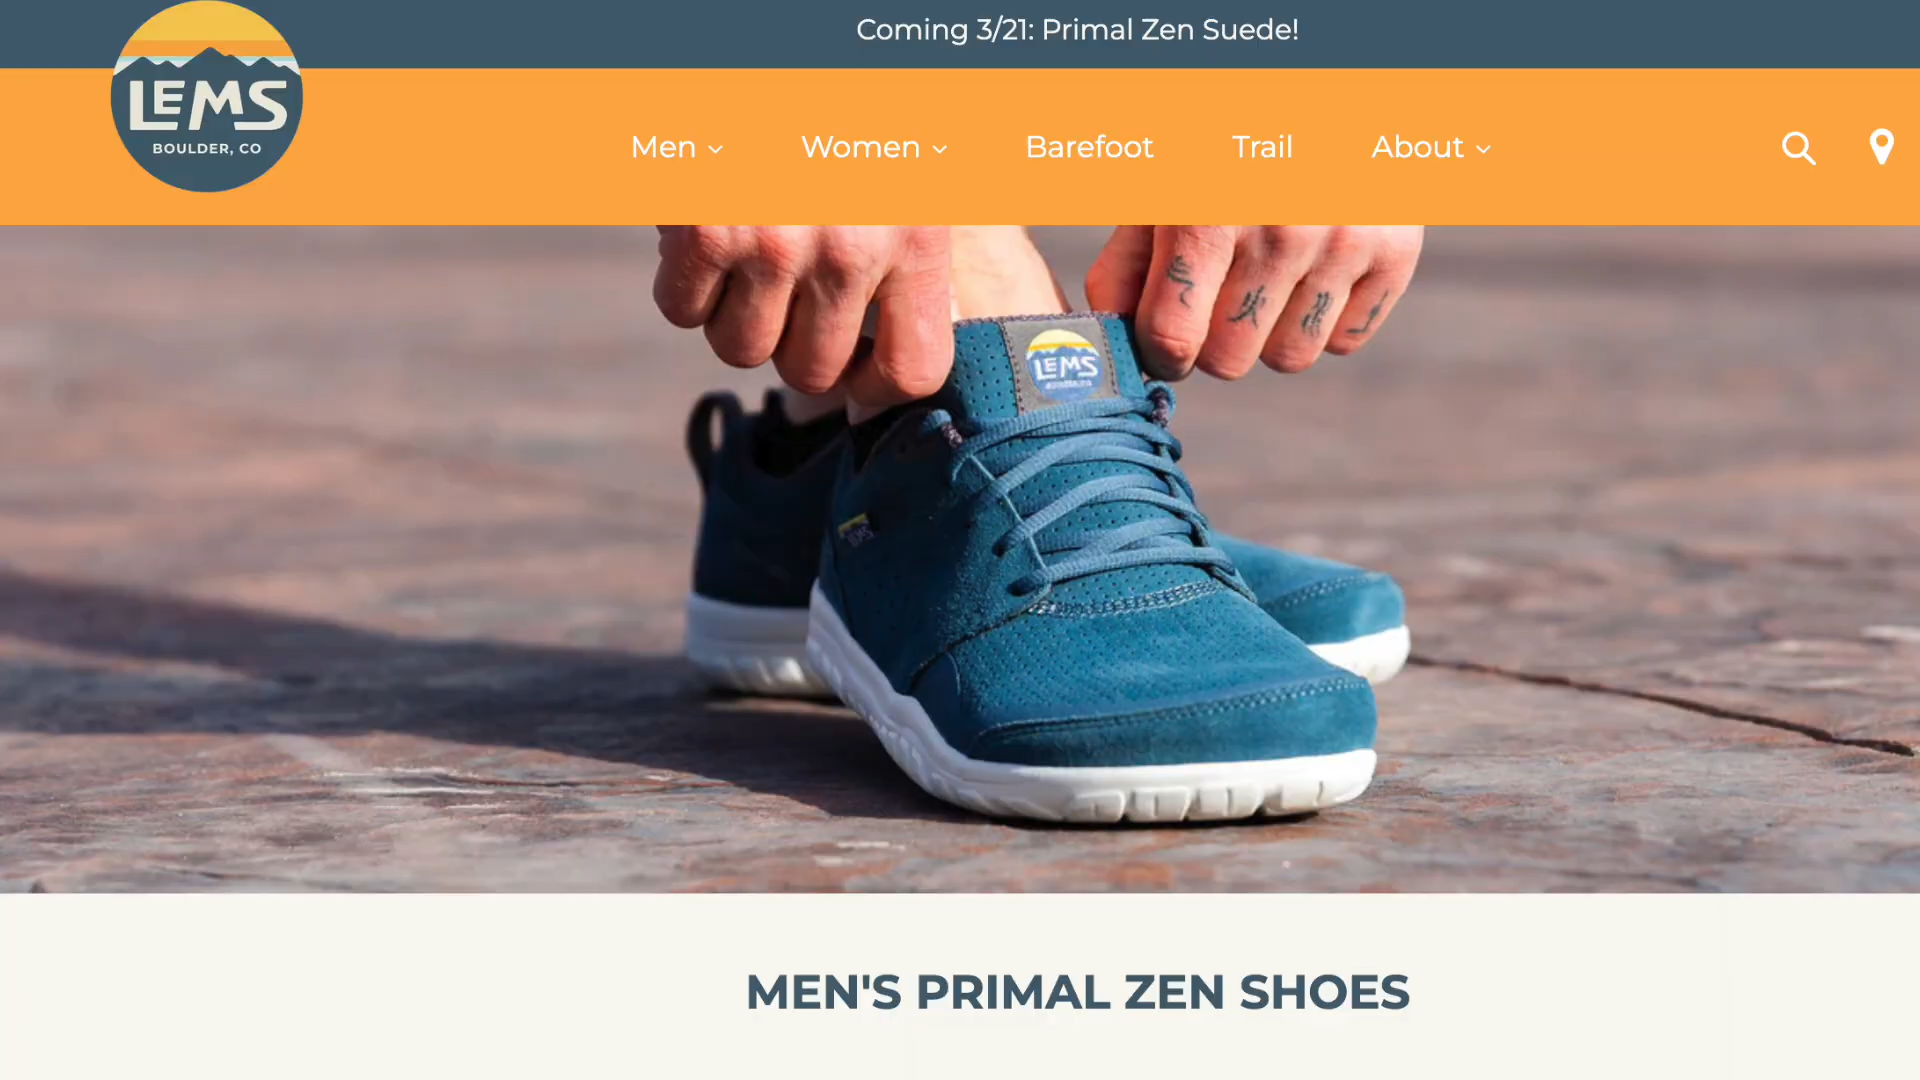 Coming 3/21: Primal Zen Suede!
LEMS
BOULDER, CO
Men
Women
Barefoot
Trail
About
LEMS
LEMS
MEN'S PRIMAL ZEN SHOES